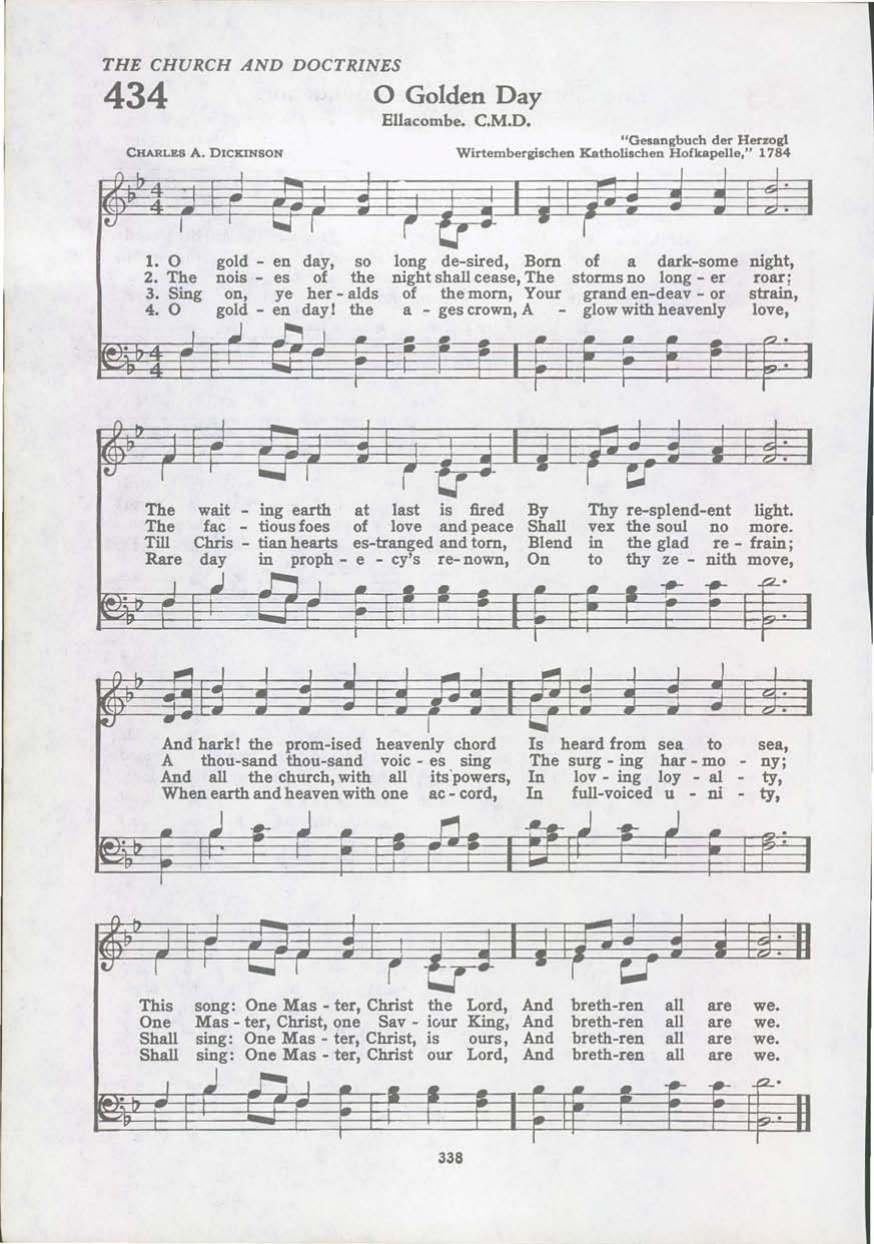 THE CHURCH AND DOCTRINES
434 O Golden Day
Ellacombe. C.M.D.
CHARLES A. DICKINSON "Gesangbuch der Herzogl
Wirtembergischen Katholischen Hofkapelle," 1784
1. O gold - en day, so long de-sired, Born of a dark-some night,
2. The nois - es of the night shall cease, The storms no long - er roar;
3. Sing on, ye her - alds of the morn, Your grand en-deav - or strain,
4. O gold - en day! the a - ges crown, A - glow with heavenly love,
The wait - ing earth at last is fired By Thy re-splend-ent light.
The fac - tious foes of love and peace Shall vex the soul no more.
Till Chris - tian hearts es-tranged and torn, Blend in the glad re - frain;
Rare day in proph - e - cy's re-nown, On to thy ze - nith move,
And hark! the prom-ised heavenly chord Is heard from sea to sea,
A thou-sand thou-sand voic - es sing The surg - ing har - mo - ny;
And all the church, with all its powers, In lov - ing loy - al - ty,
When earth and heaven with one ac - cord, In full-voiced u - ni - ty,
This song: One Mas - ter, Christ the Lord, And breth-ren all are we.
One Mas - ter, Christ, one Sav - iour King, And breth-ren all are we.
Shall sing: One Mas - ter, Christ, is ours, And breth-ren all are we.
Shall sing: One Mas - ter, Christ our Lord, And breth-ren all are we.
338